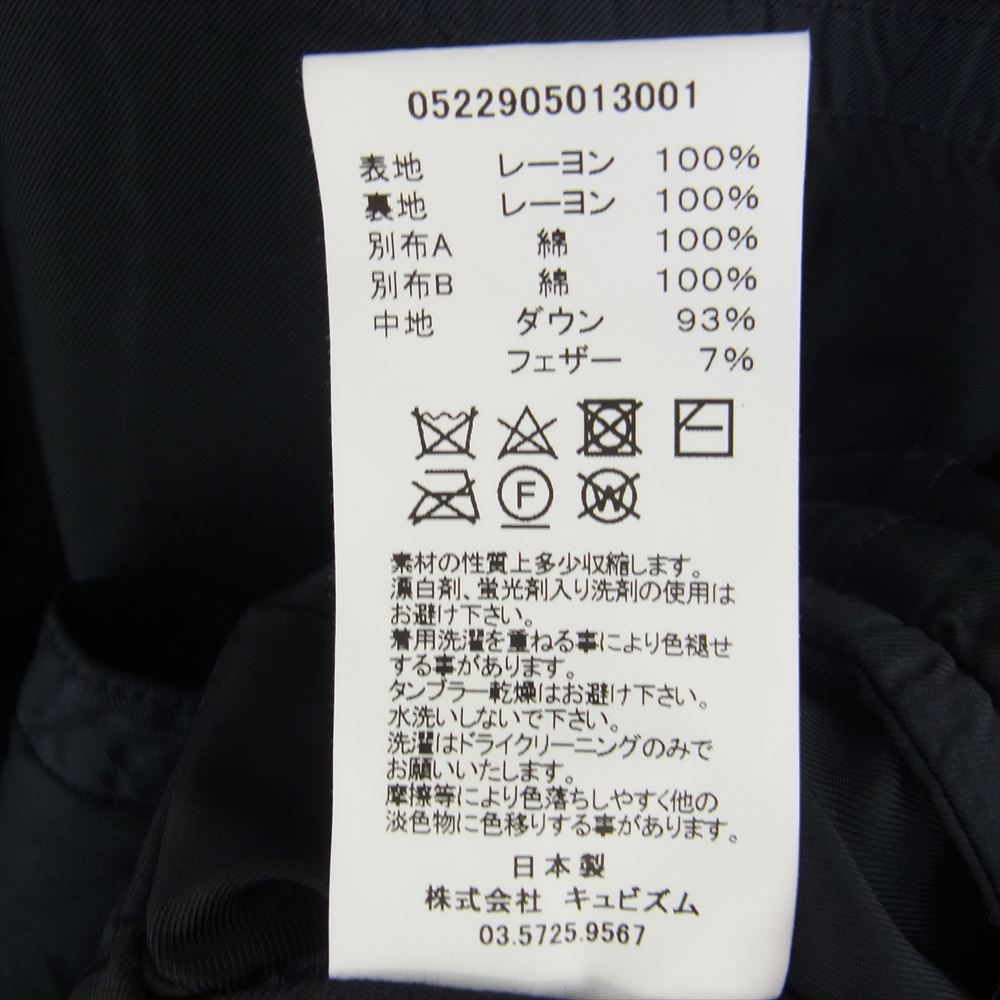 0522905013001
表地 レーヨン 100%
裏地 レーヨン 100%
別布A 綿 100%
別布B 綿 100%
中地 ダウン 93%
フェザー 7%
F
W
素材の性質上多少収縮します。
漂白剤、蛍光剤入り洗剤の使用は
お避け下さい。
着用洗濯を重ねる事により色褪せ
する事があります。
タンブラー乾燥はお避け下さい。
水洗いしないで下さい。
洗濯はドライクリーニングのみで
お願いいたします。
摩擦等により色落ちしやすく他の
淡色物に色移りする事があります。
日本製
株式会社 キュビズム
03.5725.9567